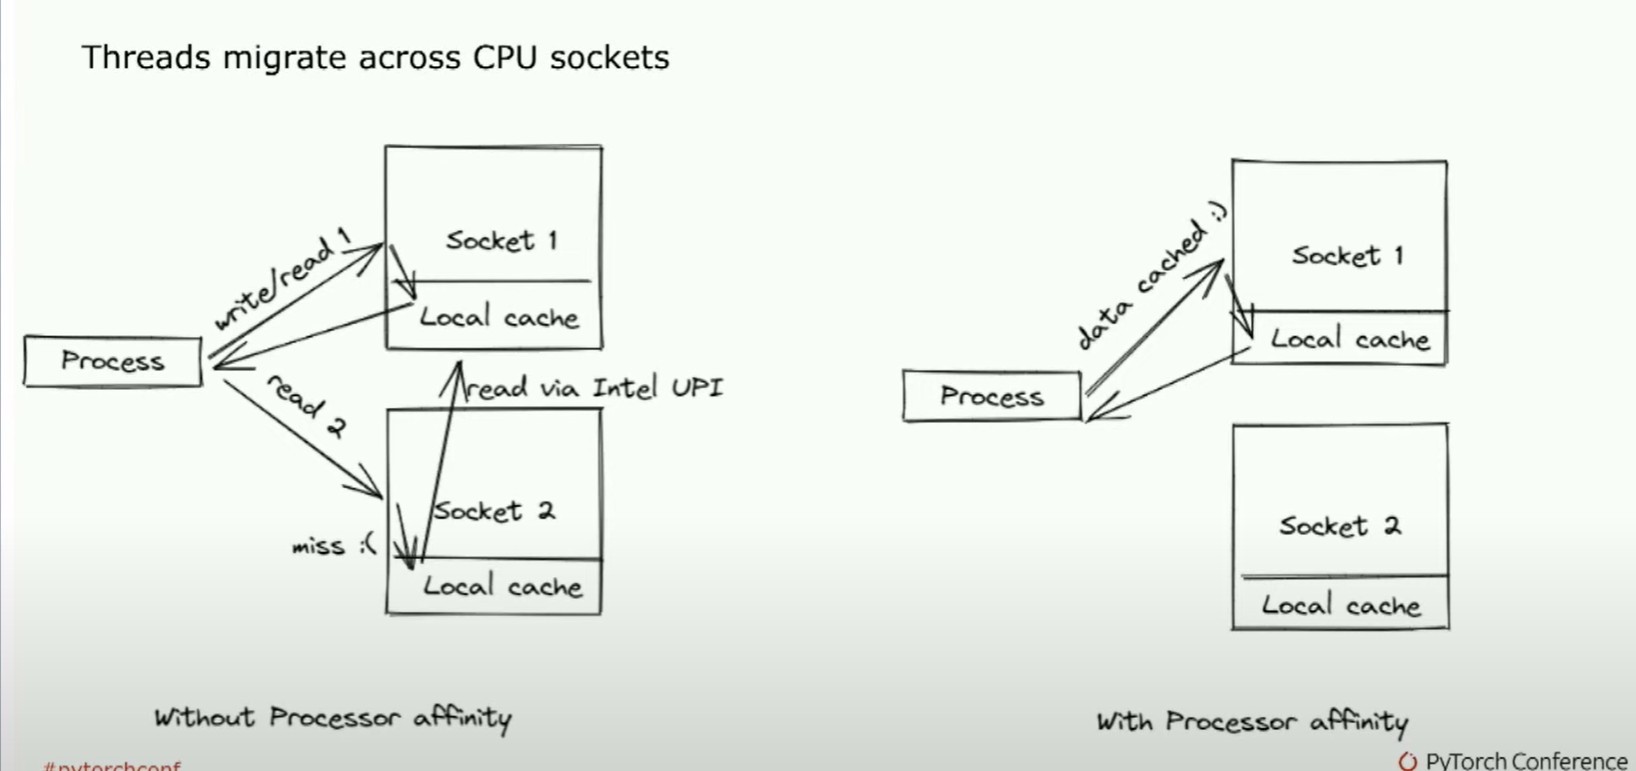 Threads migrate across CPU sockets
write/read 1
Socket 1
Local cache
Process
read 2
read via Intel UPI
Socket 2
miss :(
Local cache
Without Processor affinity
data cached :)
Socket 1
Local cache
Process
Socket 2
Local cache
With Processor affinity
#pytorchconf
PyTorch Conference